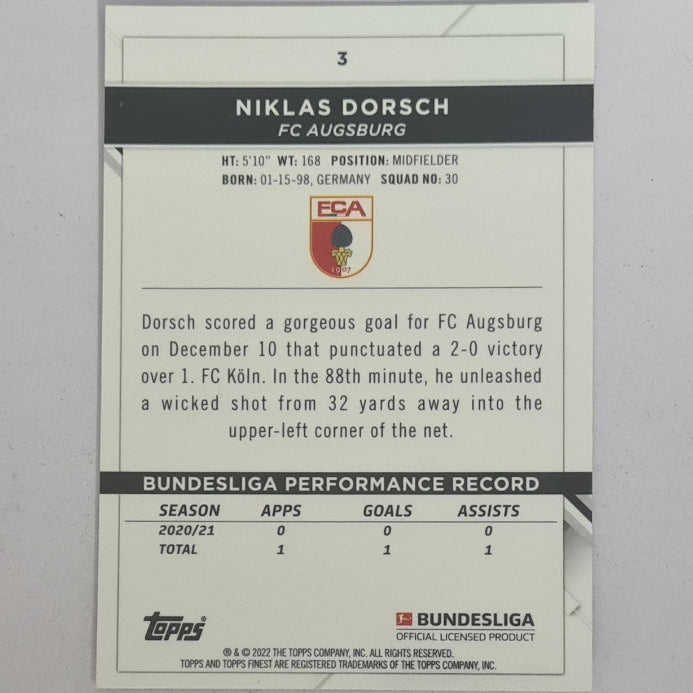 3
NIKLAS DORSCH
FC AUGSBURG
HT: 5'10" WT: 168 POSITION: MIDFIELDER
BORN: 01-15-98, GERMANY SQUAD NO: 30
FCA
1907
Dorsch scored a gorgeous goal for FC Augsburg
on December 10 that punctuated a 2-0 victory
over 1. FC Köln. In the 88th minute, he unleashed
a wicked shot from 32 yards away into the
upper-left corner of the net.
BUNDESLIGA PERFORMANCE RECORD
SEASON APPS GOALS ASSISTS
2020/21 0 0 0
TOTAL 1 1 1
Topps®
BUNDESLIGA
OFFICIAL LICENSED PRODUCT
® & © 2022 THE TOPPS COMPANY, INC. ALL RIGHTS RESERVED.
TOPPS AND TOPPS FINEST ARE REGISTERED TRADEMARKS OF THE TOPPS COMPANY, INC.